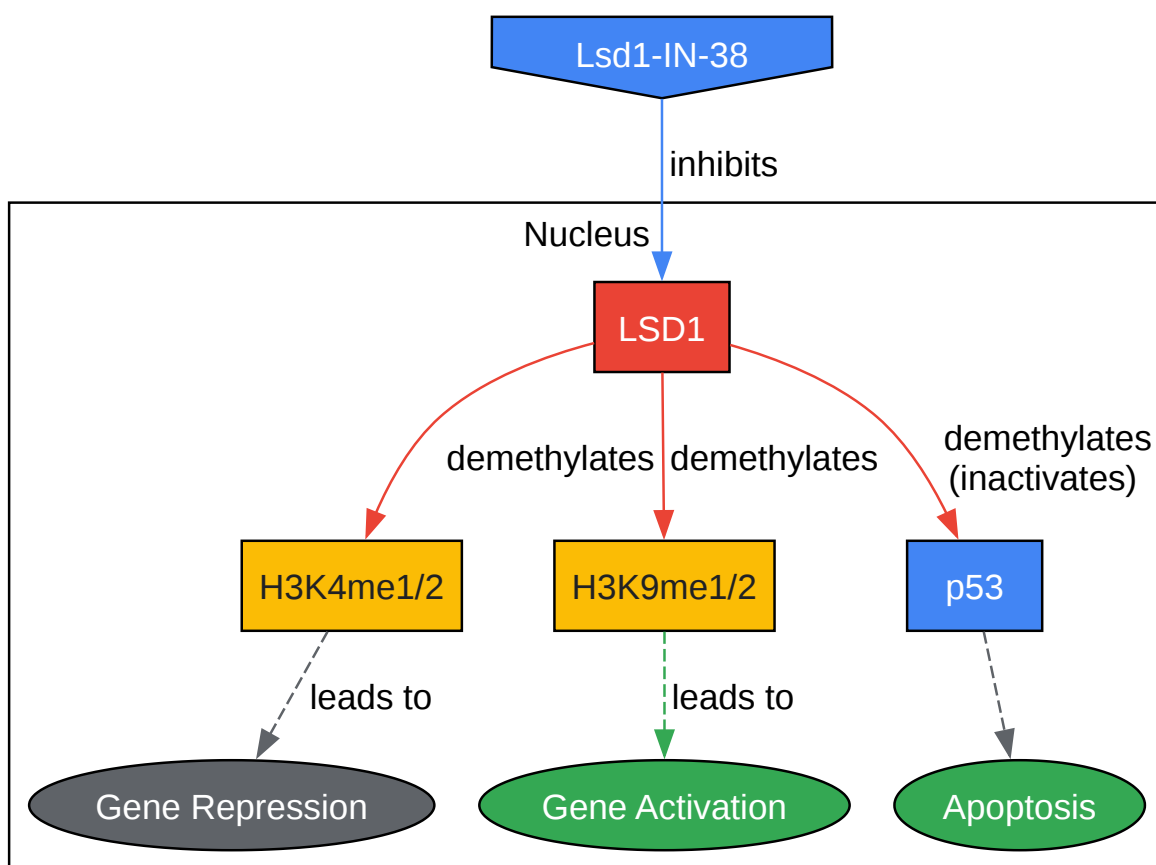 Lsd1-IN-38
inhibits
Nucleus
LSD1
demethylates
demethylates
demethylates
(inactivates)
H3K4me1/2
H3K9me1/2
p53
leads to
leads to
Gene Repression
Gene Activation
Apoptosis